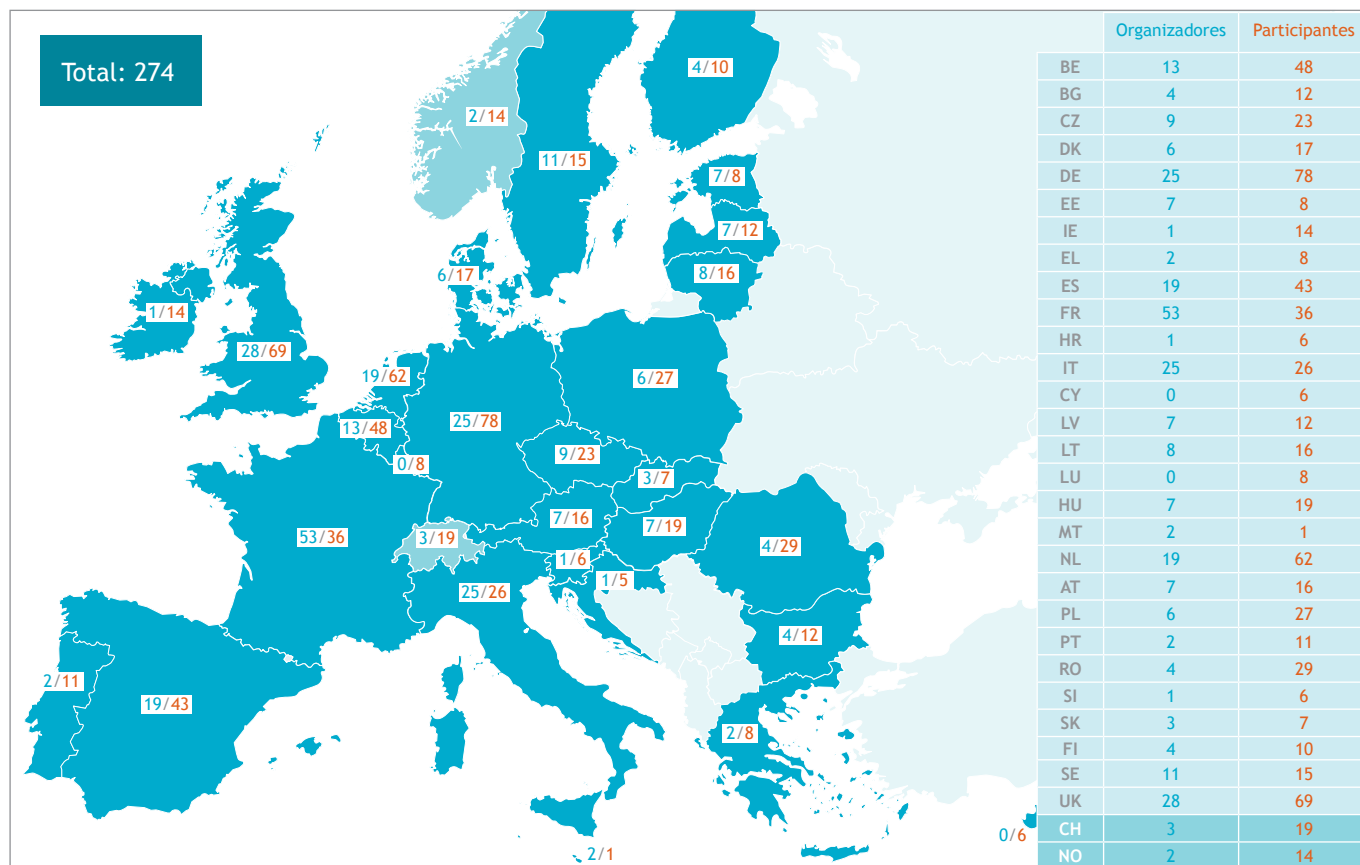 Total: 274
4/10
2/14
11/15
7/8
7/12
8/16
6/17
1/14
28/69
19/62
6/27
13/48
25/78
0/8
9/23
3/7
7/16
7/19
53/36
3/19
4/29
1/6
1/5
25/26
4/12
2/11
19/43
2/8
0/6
2/1
Organizadores Participantes
BE 13 48
BG 4 12
CZ 9 23
DK 6 17
DE 25 78
EE 7 8
IE 1 14
EL 2 8
ES 19 43
FR 53 36
HR 1 6
IT 25 26
CY 0 6
LV 7 12
LT 8 16
LU 0 8
HU 7 19
MT 2 1
NL 19 62
AT 7 16
PL 6 27
PT 2 11
RO 4 29
SI 1 6
SK 3 7
FI 4 10
SE 11 15
UK 28 69
CH 3 19
NO 2 14